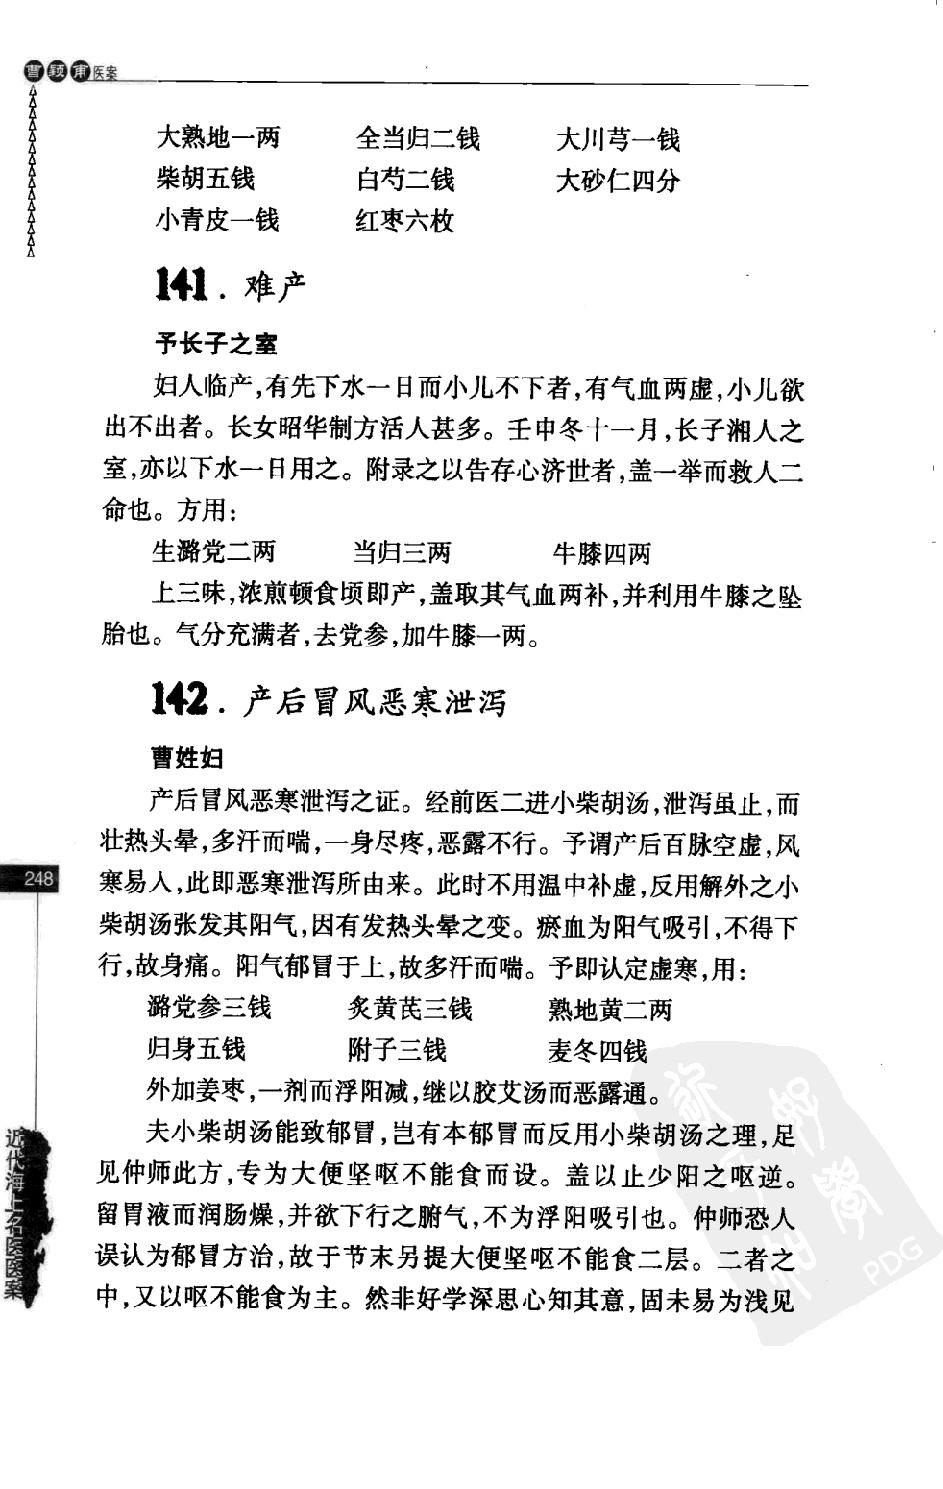 曹颖甫医案
大熟地一两 全当归二钱 大川芎一钱
柴胡五钱 白芍二钱 大砂仁四分
小青皮一钱 红枣六枚
141．难产
予长子之室
妇人临产,有先下水一日而小儿不下者,有气血两虚,小儿欲
出不出者。长女昭华制方活人甚多。壬申冬十一月,长子湘人之
室,亦以下水一日用之。附录之以告存心济世者,盖一举而救人二
命也。方用:
生潞党二两 当归三两 牛膝四两
上三味,浓煎顿食顷即产,盖取其气血两补,并利用牛膝之坠
胎也。气分充满者,去党参,加牛膝一两。
142．产后冒风恶寒泄泻
曹姓妇
产后冒风恶寒泄泻之证。经前医二进小柴胡汤,泄泻虽止,而
壮热头晕,多汗而喘,一身尽疼,恶露不行。予谓产后百脉空虚,风
寒易人,此即恶寒泄泻所由来。此时不用温中补虚,反用解外之小
柴胡汤张发其阳气,因有发热头晕之变。瘀血为阳气吸引,不得下
行,故身痛。阳气郁冒于上,故多汗而喘。予即认定虚寒,用:
潞党参三钱 炙黄芪三钱 熟地黄二两
归身五钱 附子三钱 麦冬四钱
外加姜枣,一剂而浮阳减,继以胶艾汤而恶露通。
夫小柴胡汤能致郁冒,岂有本郁冒而反用小柴胡汤之理,足
见仲师此方,专为大便坚呕不能食而设。盖以止少阳之呕逆。
留胃液而润肠燥,并欲下行之腑气,不为浮阳吸引也。仲师恐人
误认为郁冒方治,故于节末另提大便坚呕不能食二层。二者之
中,又以呕不能食为主。然非好学深思心知其意,固未易为浅见
248
近代海上名医医案
PDG